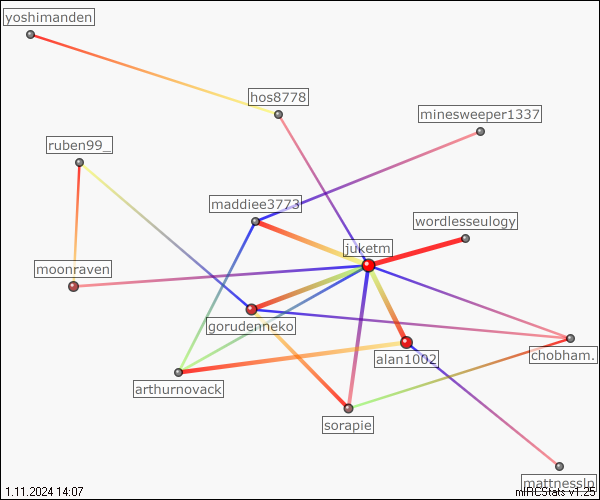 yoshimanden
hos8778
minesweeper1337
ruben99_
maddiee3773
wordlesseulogy
juketm
moonraven
gorudenneko
alan1002
chobham.
arthurnovack
sorapie
mattnesslp
1.11.2024 14:07
mIRCStats v1.25